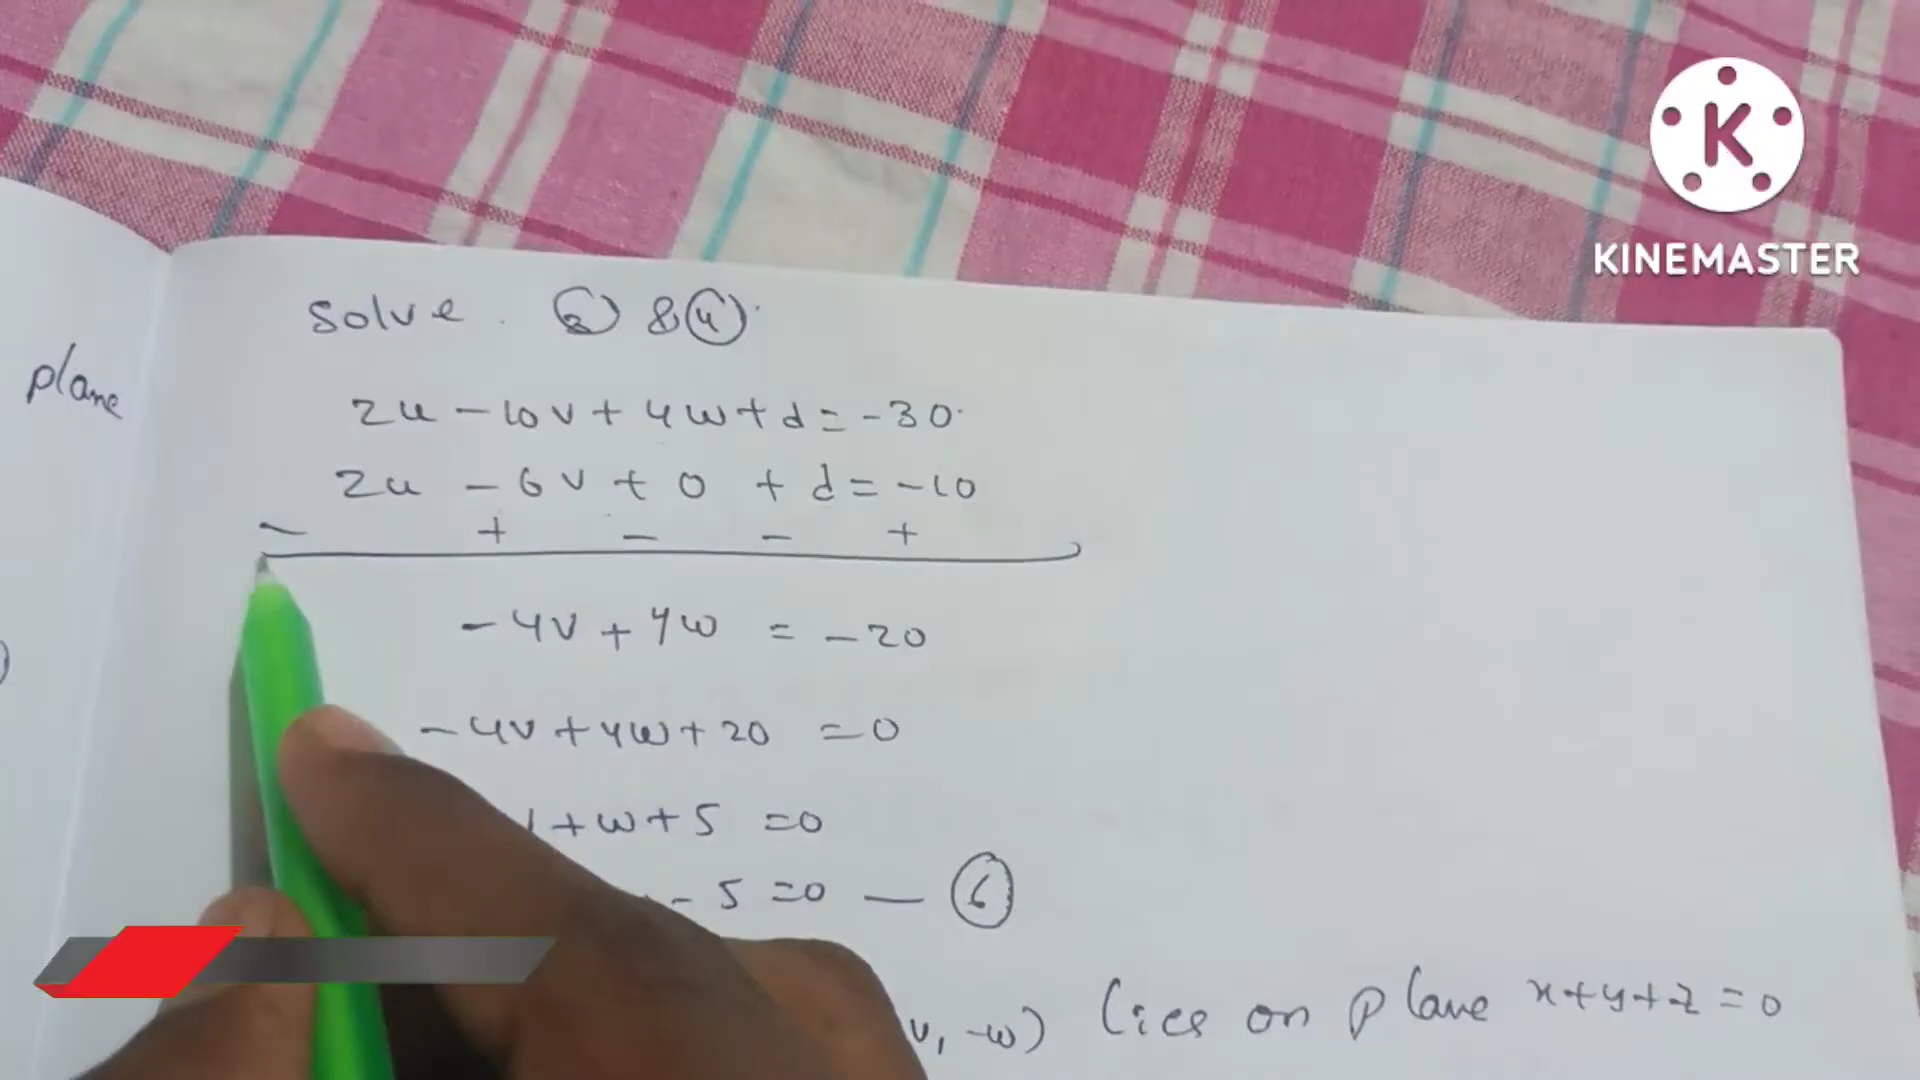 KINEMASTER
plane
solve. ② & ④.
2u - 10v + 4w + d = -30.
2u - 6v + 0 + d = -10
- + - - +
-4v + 4w = -20
-4v + 4w + 20 = 0
+ w + 5 = 0
- 5 = 0 — ⑥
v, -w) lies on plane x+y+z = 0